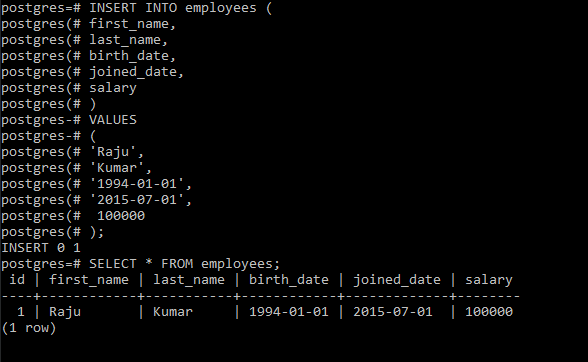 postgres=# INSERT INTO employees (
postgres(# first_name,
postgres(# last_name,
postgres(# birth_date,
postgres(# joined_date,
postgres(# salary
postgres(# )
postgres-# VALUES
postgres-# (
postgres(# 'Raju',
postgres(# 'Kumar',
postgres(# '1994-01-01',
postgres(# '2015-07-01',
postgres(#  100000
postgres(# );
INSERT 0 1
postgres=# SELECT * FROM employees;
 id | first_name | last_name | birth_date | joined_date | salary
----+------------+-----------+------------+-------------+--------
  1 | Raju       | Kumar     | 1994-01-01 | 2015-07-01  | 100000
(1 row)